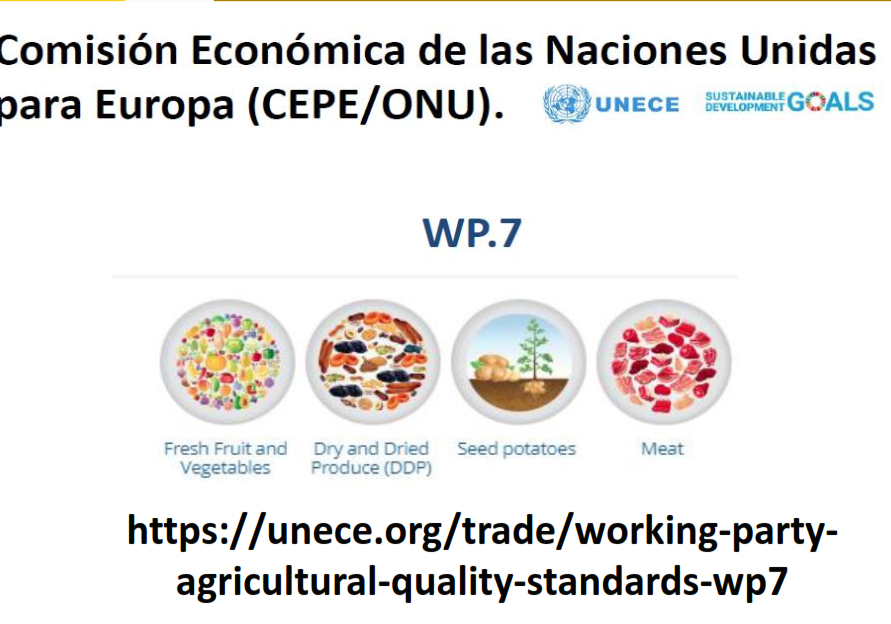 Comisión Económica de las Naciones Unidas
para Europa (CEPE/ONU).
UNECE
SUSTAINABLE
DEVELOPMENT GOALS
WP.7
Fresh Fruit and
Vegetables
Dry and Dried
Produce (DDP)
Seed potatoes
Meat
https://unece.org/trade/working-party-
agricultural-quality-standards-wp7